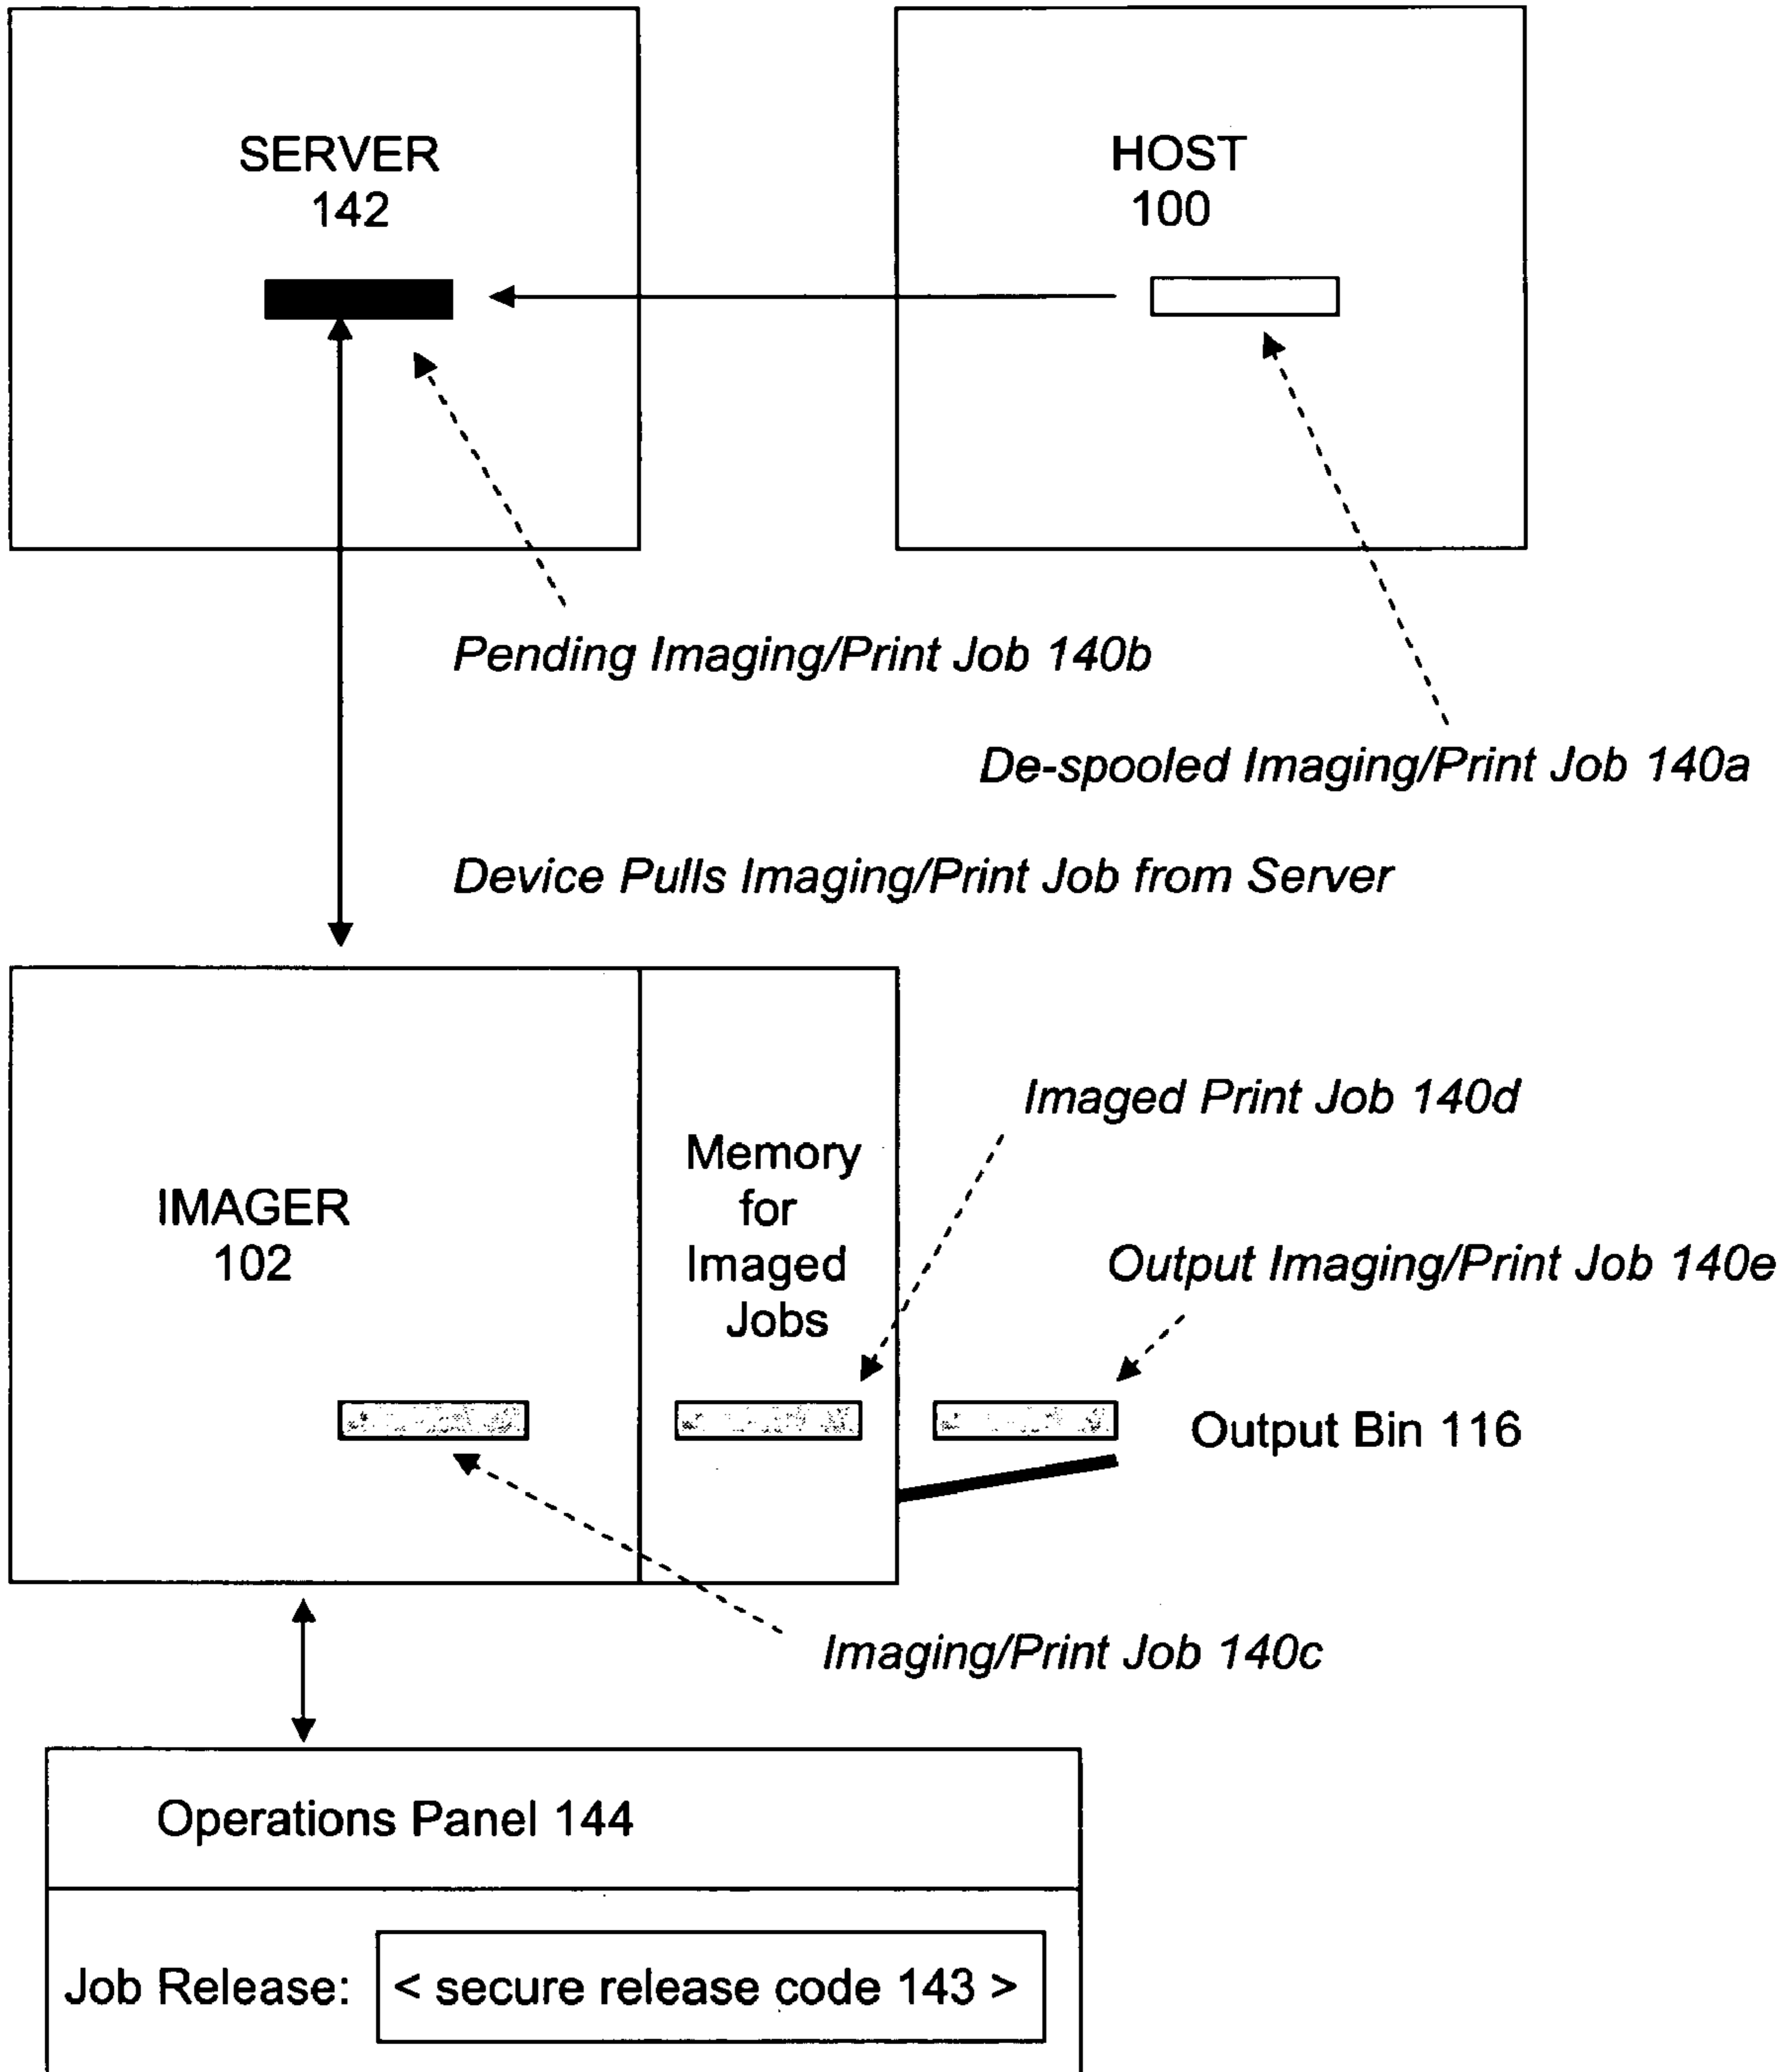 SERVER
142
HOST
100
Pending Imaging/Print Job 140b
De-spooled Imaging/Print Job 140a
Device Pulls Imaging/Print Job from Server
Imaged Print Job 140d
Memory
for
Imaged
Jobs
IMAGER
102
Output Imaging/Print Job 140e
Output Bin 116
Imaging/Print Job 140c
Operations Panel 144
Job Release:
< secure release code 143 >